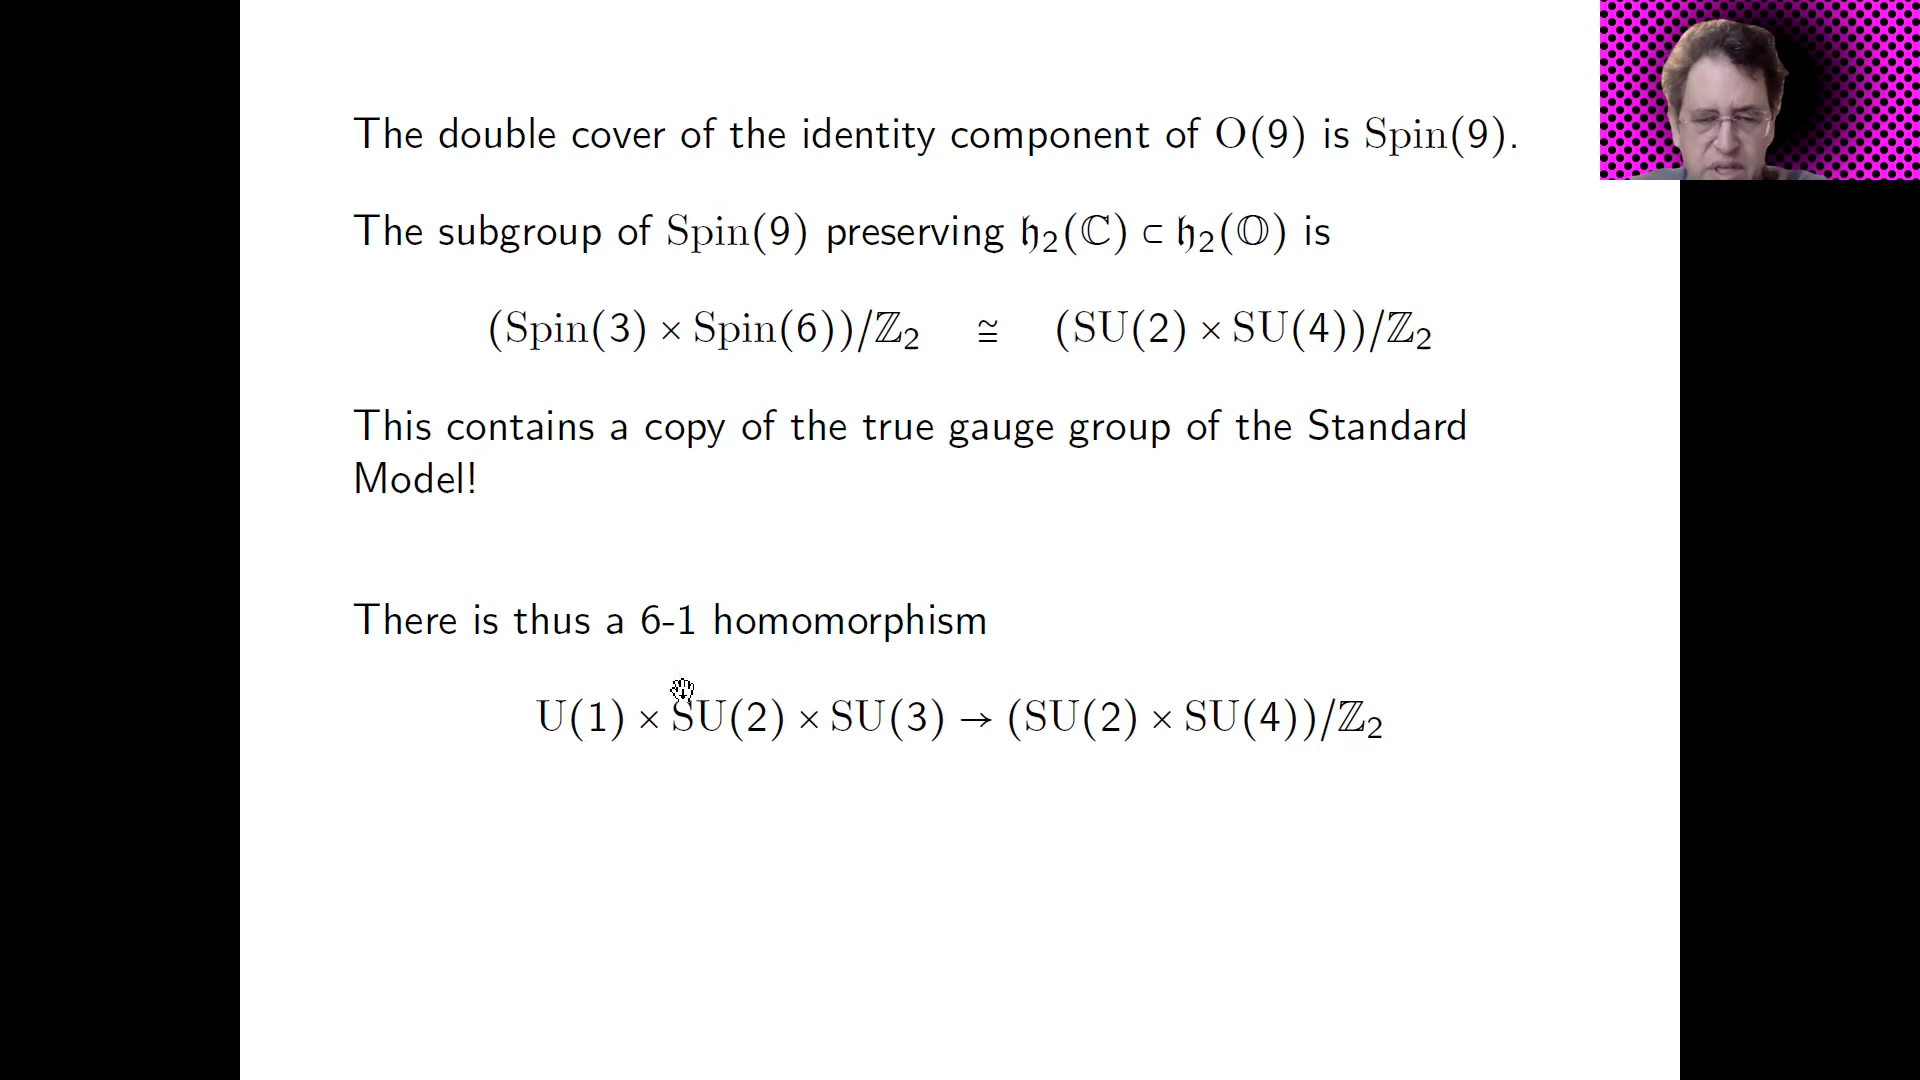 The double cover of the identity component of O(9) is Spin(9).
The subgroup of Spin(9) preserving 𝔥₂(ℂ) ⊂ 𝔥₂(𝕆) is
(Spin(3) × Spin(6))/ℤ₂ ≅ (SU(2) × SU(4))/ℤ₂
This contains a copy of the true gauge group of the Standard
Model!
There is thus a 6-1 homomorphism
U(1) × SU(2) × SU(3) → (SU(2) × SU(4))/ℤ₂